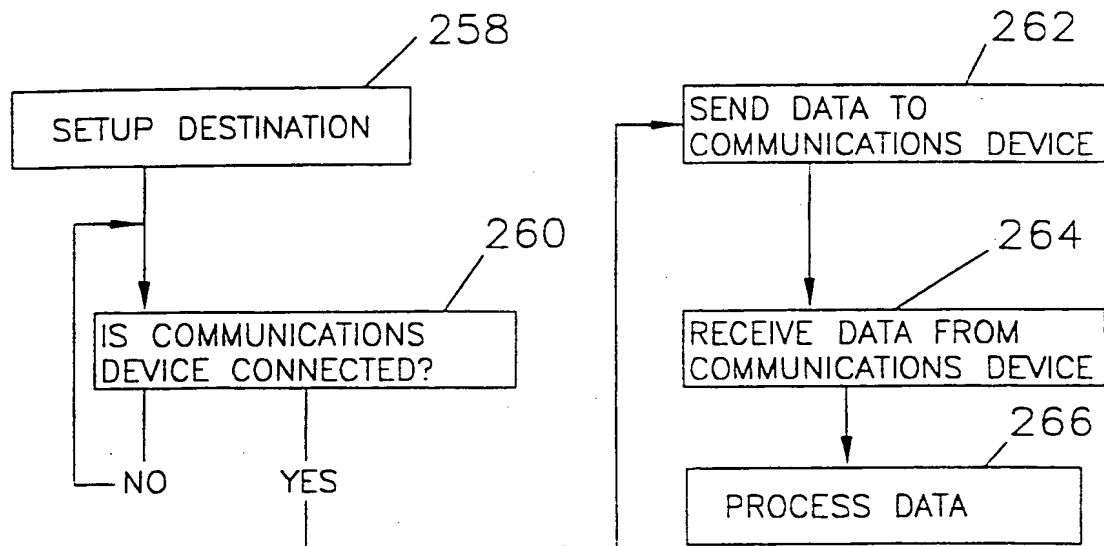 258
SETUP DESTINATION
260
IS COMMUNICATIONS
DEVICE CONNECTED?
NO
YES
262
SEND DATA TO
COMMUNICATIONS DEVICE
264
RECEIVE DATA FROM
COMMUNICATIONS DEVICE
266
PROCESS DATA